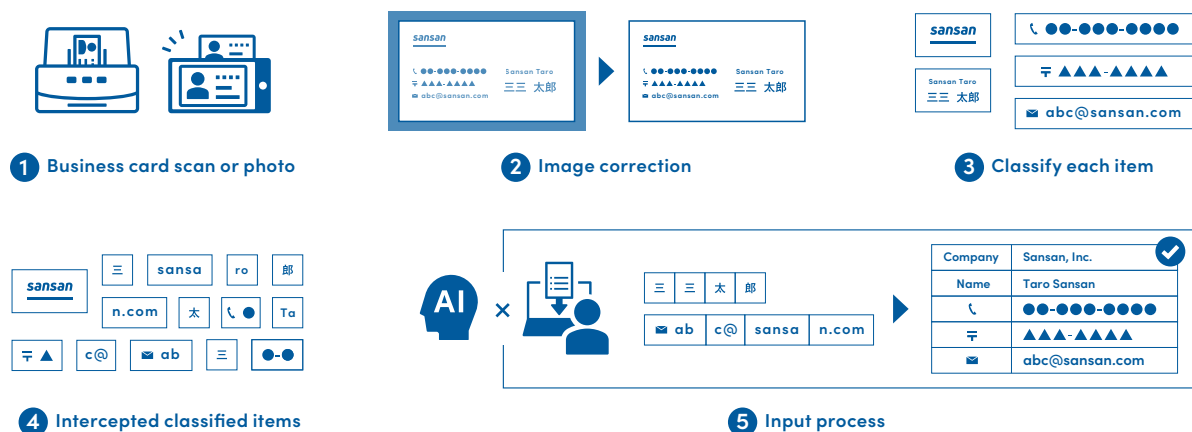 Do
1 Business card scan or photo
sansan
●●-●●●-●●●●
〒 ▲▲▲-▲▲▲▲
abc@sansan.com
Sansan Taro
三三 太郎
sansan
●●-●●●-●●●●
〒 ▲▲▲-▲▲▲▲
abc@sansan.com
Sansan Taro
三三 太郎
2 Image correction
sansan
Sansan Taro
三三 太郎
●●-●●●-●●●●
〒 ▲▲▲-▲▲▲▲
abc@sansan.com
3 Classify each item
sansan
三 sansa ro 郎
n.com 太 ● Ta
〒 ▲ c@ ab 三 ●-●
4 Intercepted classified items
AI ×
三 三 太 郎
ab c@ sansa n.com
Company Sansan, Inc.
Name Taro Sansan
●●-●●●-●●●●
〒 ▲▲▲-▲▲▲▲
abc@sansan.com
5 Input process